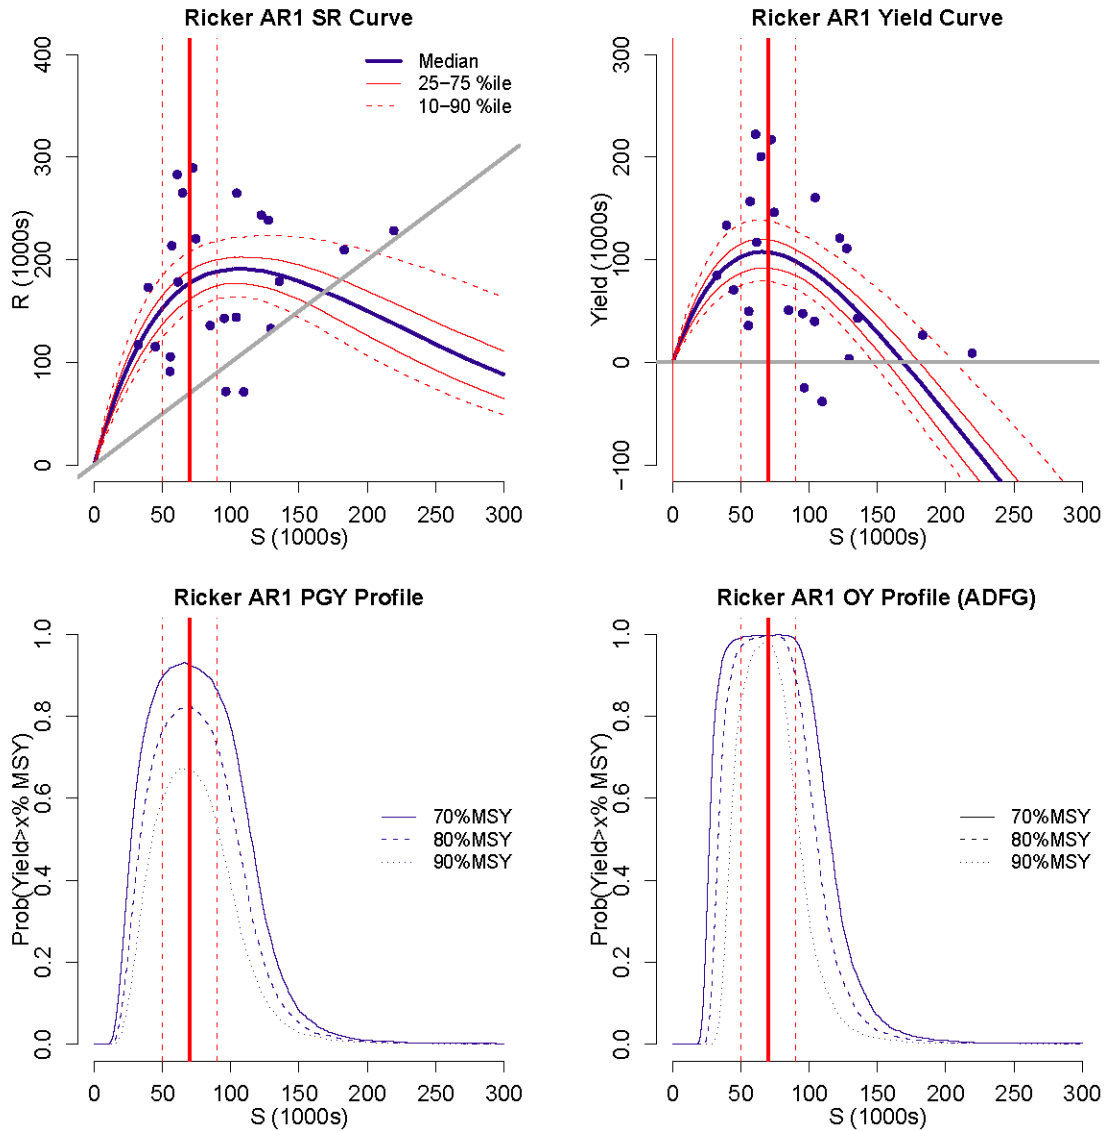 Ricker AR1 SR Curve
R (1000s)
400
300
200
100
0
Median
25−75 %ile
10−90 %ile
0 50 100 150 200 250 300
S (1000s)
Ricker AR1 Yield Curve
Yield (1000s)
300
200
100
0
−100
0 50 100 150 200 250 300
S (1000s)
Ricker AR1 PGY Profile
Prob(Yield>x% MSY)
1.0
0.8
0.6
0.4
0.2
0.0
70%MSY
80%MSY
90%MSY
0 50 100 150 200 250 300
S (1000s)
Ricker AR1 OY Profile (ADFG)
Prob(Yield>x% MSY)
1.0
0.8
0.6
0.4
0.2
0.0
70%MSY
80%MSY
90%MSY
0 50 100 150 200 250 300
S (1000s)